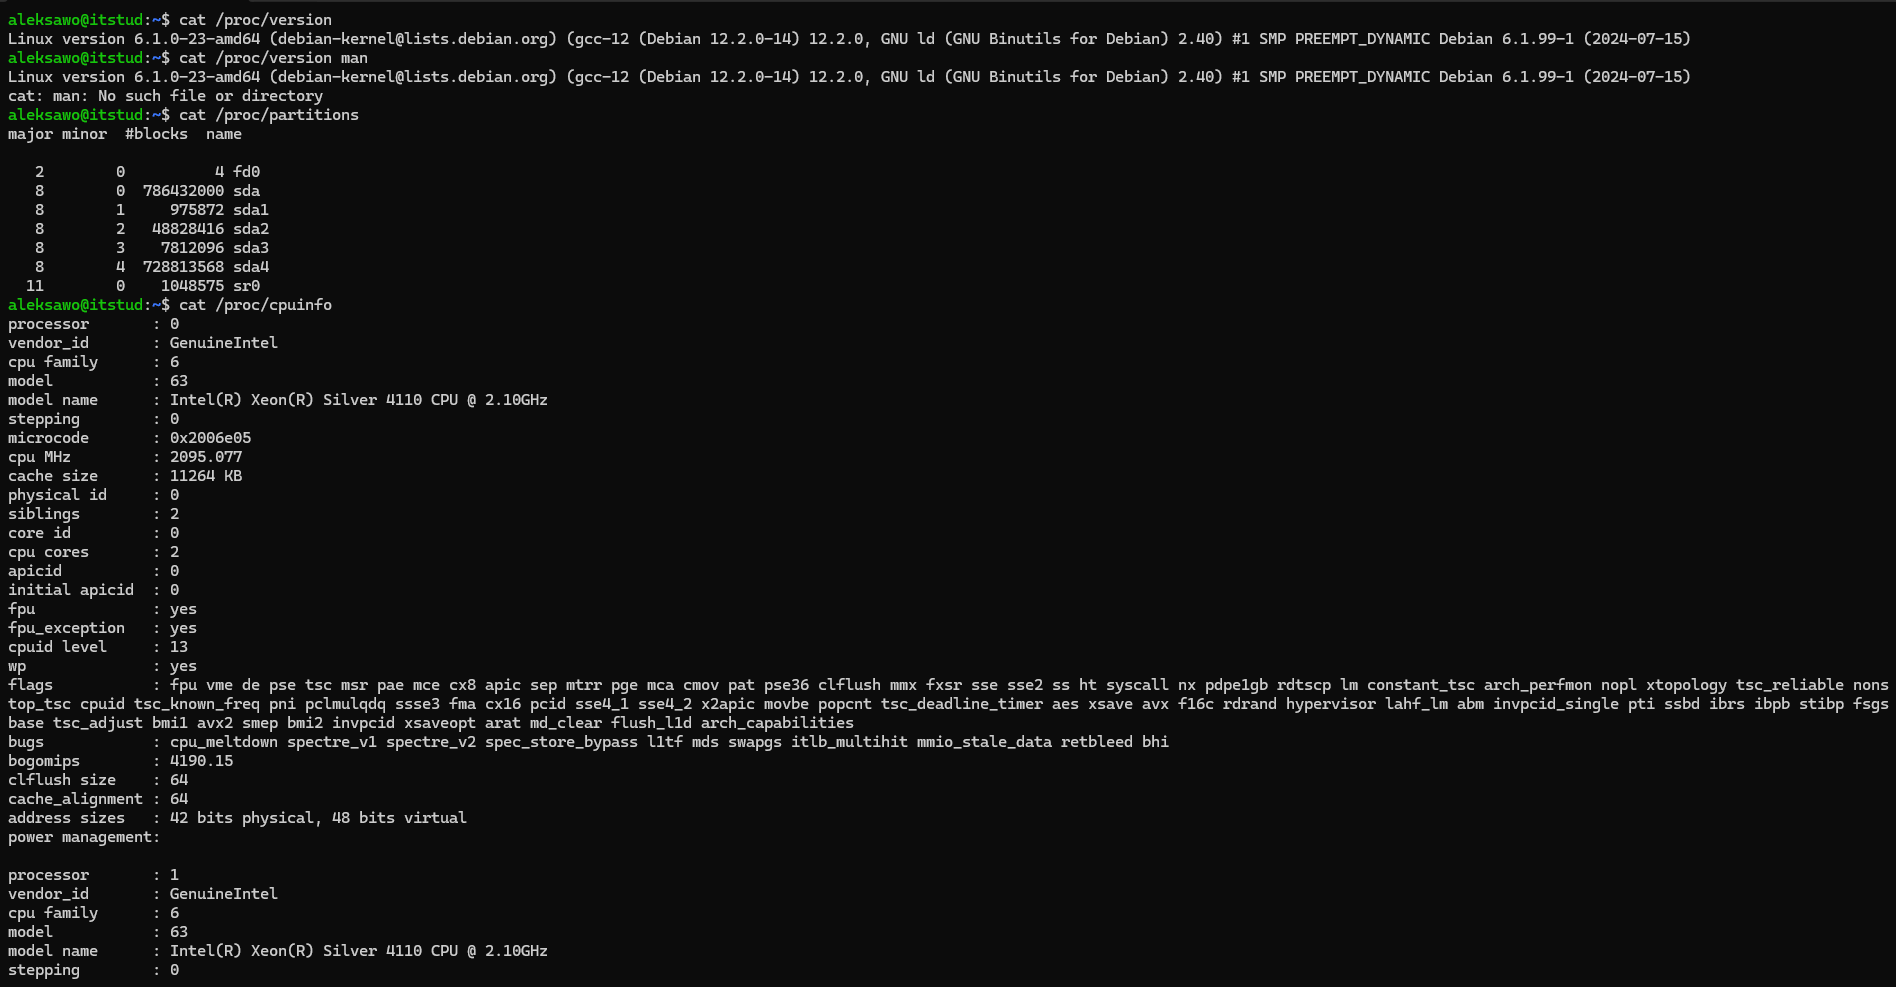 aleksawo@itstud:~$ cat /proc/version
Linux version 6.1.0-23-amd64 (debian-kernel@lists.debian.org) (gcc-12 (Debian 12.2.0-14) 12.2.0, GNU ld (GNU Binutils for Debian) 2.40) #1 SMP PREEMPT_DYNAMIC Debian 6.1.99-1 (2024-07-15)
aleksawo@itstud:~$ cat /proc/version man
Linux version 6.1.0-23-amd64 (debian-kernel@lists.debian.org) (gcc-12 (Debian 12.2.0-14) 12.2.0, GNU ld (GNU Binutils for Debian) 2.40) #1 SMP PREEMPT_DYNAMIC Debian 6.1.99-1 (2024-07-15)
cat: man: No such file or directory
aleksawo@itstud:~$ cat /proc/partitions
major minor  #blocks  name

   2        0          4 fd0
   8        0  786432000 sda
   8        1     975872 sda1
   8        2   48828416 sda2
   8        3    7812096 sda3
   8        4  728813568 sda4
  11        0    1048575 sr0
aleksawo@itstud:~$ cat /proc/cpuinfo
processor       : 0
vendor_id       : GenuineIntel
cpu family      : 6
model           : 63
model name      : Intel(R) Xeon(R) Silver 4110 CPU @ 2.10GHz
stepping        : 0
microcode       : 0x2006e05
cpu MHz         : 2095.077
cache size      : 11264 KB
physical id     : 0
siblings        : 2
core id         : 0
cpu cores       : 2
apicid          : 0
initial apicid  : 0
fpu             : yes
fpu_exception   : yes
cpuid level     : 13
wp              : yes
flags           : fpu vme de pse tsc msr pae mce cx8 apic sep mtrr pge mca cmov pat pse36 clflush mmx fxsr sse sse2 ss ht syscall nx pdpe1gb rdtscp lm constant_tsc arch_perfmon nopl xtopology tsc_reliable nons
top_tsc cpuid tsc_known_freq pni pclmulqdq ssse3 fma cx16 pcid sse4_1 sse4_2 x2apic movbe popcnt tsc_deadline_timer aes xsave avx f16c rdrand hypervisor lahf_lm abm invpcid_single pti ssbd ibrs ibpb stibp fsgs
base tsc_adjust bmi1 avx2 smep bmi2 invpcid xsaveopt arat md_clear flush_l1d arch_capabilities
bugs            : cpu_meltdown spectre_v1 spectre_v2 spec_store_bypass l1tf mds swapgs itlb_multihit mmio_stale_data retbleed bhi
bogomips        : 4190.15
clflush size    : 64
cache_alignment : 64
address sizes   : 42 bits physical, 48 bits virtual
power management:

processor       : 1
vendor_id       : GenuineIntel
cpu family      : 6
model           : 63
model name      : Intel(R) Xeon(R) Silver 4110 CPU @ 2.10GHz
stepping        : 0